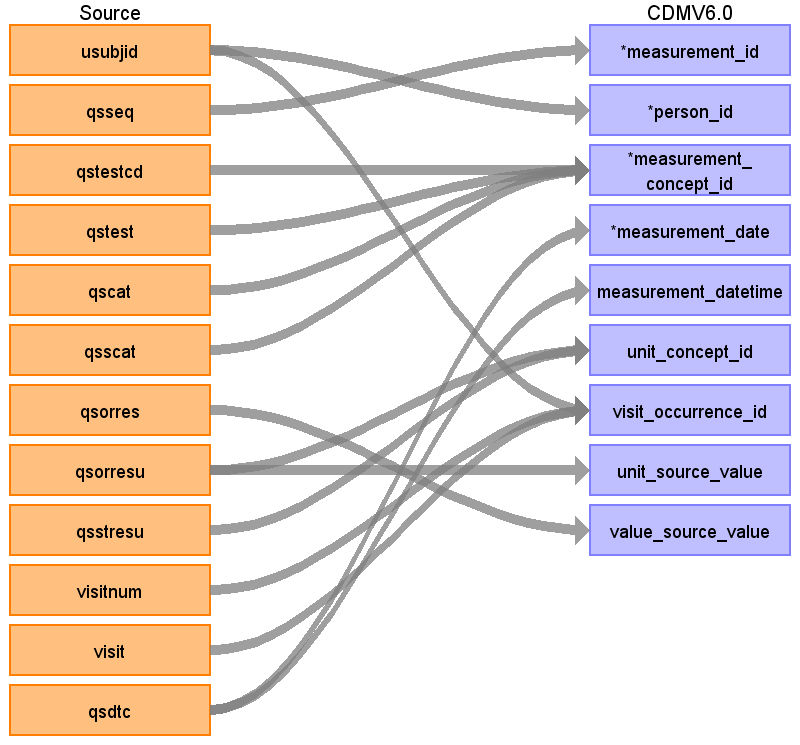 Source
CDMV6.0
usubjid
*measurement_id
qsseq
*person_id
qstestcd
*measurement_
concept_id
qstest
*measurement_date
qscat
measurement_datetime
qsscat
unit_concept_id
qsorres
visit_occurrence_id
qsorresu
unit_source_value
qsstresu
value_source_value
visitnum
visit
qsdtc